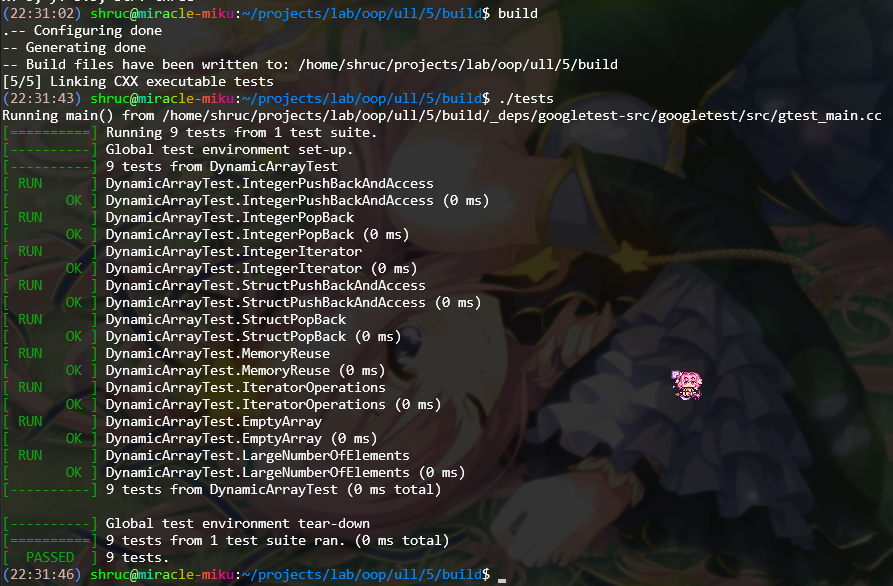 (22:31:02) shruc@miracle-miku:~/projects/lab/oop/ull/5/build$ build
.-- Configuring done
-- Generating done
-- Build files have been written to: /home/shruc/projects/lab/oop/ull/5/build
[5/5] Linking CXX executable tests
(22:31:43) shruc@miracle-miku:~/projects/lab/oop/ull/5/build$ ./tests
Running main() from /home/shruc/projects/lab/oop/ull/5/build/_deps/googletest-src/googletest/src/gtest_main.cc
[==========] Running 9 tests from 1 test suite.
[----------] Global test environment set-up.
[----------] 9 tests from DynamicArrayTest
[ RUN      ] DynamicArrayTest.IntegerPushBackAndAccess
[       OK ] DynamicArrayTest.IntegerPushBackAndAccess (0 ms)
[ RUN      ] DynamicArrayTest.IntegerPopBack
[       OK ] DynamicArrayTest.IntegerPopBack (0 ms)
[ RUN      ] DynamicArrayTest.IntegerIterator
[       OK ] DynamicArrayTest.IntegerIterator (0 ms)
[ RUN      ] DynamicArrayTest.StructPushBackAndAccess
[       OK ] DynamicArrayTest.StructPushBackAndAccess (0 ms)
[ RUN      ] DynamicArrayTest.StructPopBack
[       OK ] DynamicArrayTest.StructPopBack (0 ms)
[ RUN      ] DynamicArrayTest.MemoryReuse
[       OK ] DynamicArrayTest.MemoryReuse (0 ms)
[ RUN      ] DynamicArrayTest.IteratorOperations
[       OK ] DynamicArrayTest.IteratorOperations (0 ms)
[ RUN      ] DynamicArrayTest.EmptyArray
[       OK ] DynamicArrayTest.EmptyArray (0 ms)
[ RUN      ] DynamicArrayTest.LargeNumberOfElements
[       OK ] DynamicArrayTest.LargeNumberOfElements (0 ms)
[----------] 9 tests from DynamicArrayTest (0 ms total)
[----------] Global test environment tear-down
[==========] 9 tests from 1 test suite ran. (0 ms total)
[  PASSED  ] 9 tests.
(22:31:46) shruc@miracle-miku:~/projects/lab/oop/ull/5/build$ _